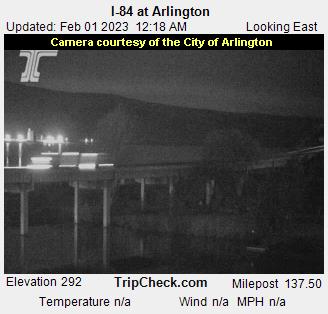 I-84 at Arlington
Updated: Feb 01 2023 12:18 AM Looking East
Camera courtesy of the City of Arlington
Elevation 292 TripCheck.com Milepost 137.50
Temperature n/a Wind n/a MPH n/a